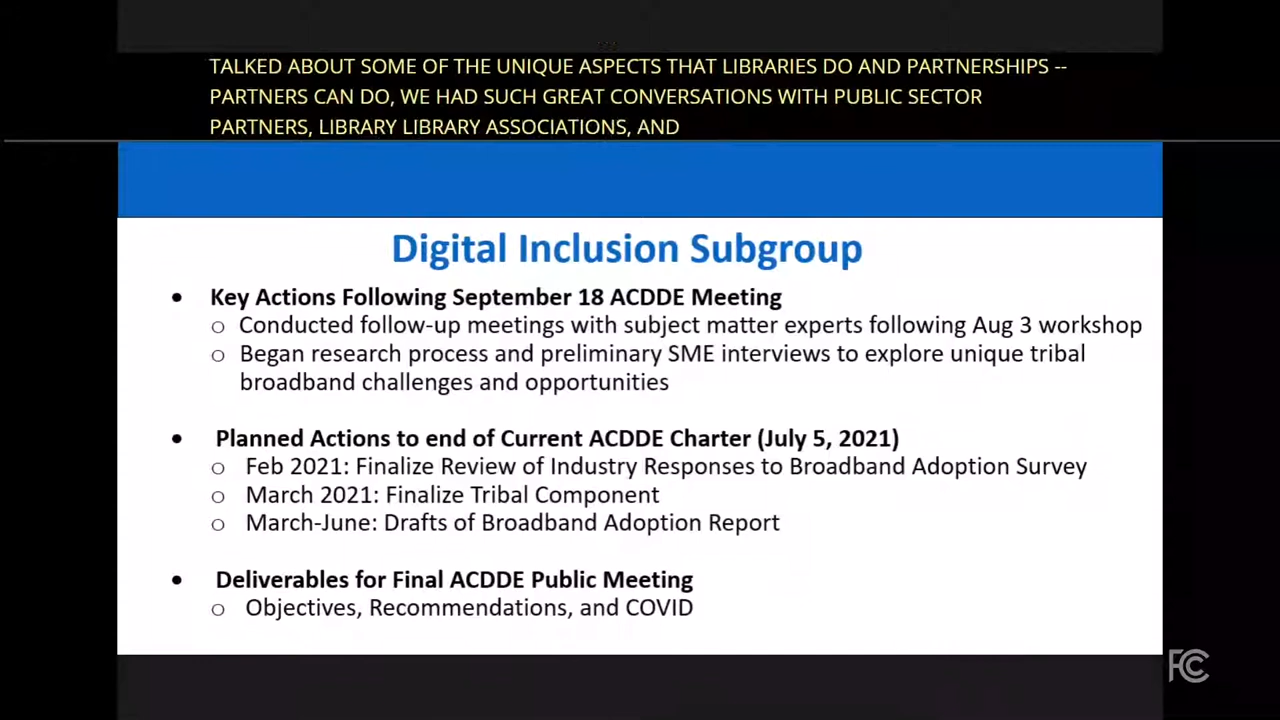 TALKED ABOUT SOME OF THE UNIQUE ASPECTS THAT LIBRARIES DO AND PARTNERSHIPS --
PARTNERS CAN DO, WE HAD SUCH GREAT CONVERSATIONS WITH PUBLIC SECTOR
PARTNERS, LIBRARY LIBRARY ASSOCIATIONS, AND
Digital Inclusion Subgroup
• Key Actions Following September 18 ACDDE Meeting
o Conducted follow-up meetings with subject matter experts following Aug 3 workshop
o Began research process and preliminary SME interviews to explore unique tribal
broadband challenges and opportunities
• Planned Actions to end of Current ACDDE Charter (July 5, 2021)
o Feb 2021: Finalize Review of Industry Responses to Broadband Adoption Survey
o March 2021: Finalize Tribal Component
o March-June: Drafts of Broadband Adoption Report
• Deliverables for Final ACDDE Public Meeting
o Objectives, Recommendations, and COVID
FCC